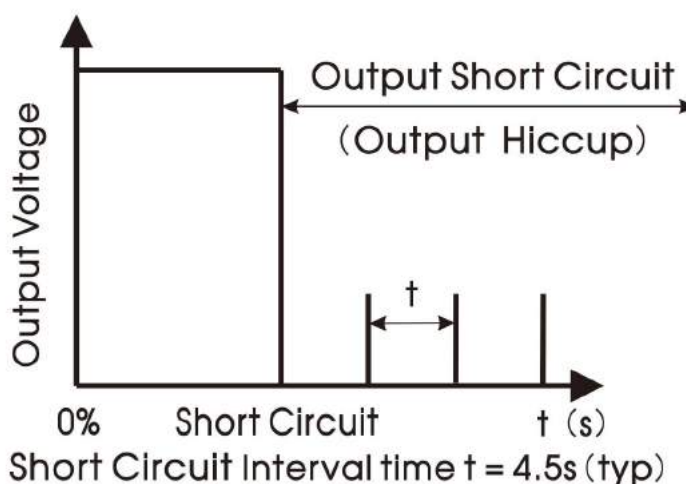 Output Short Circuit
(Output Hiccup)
Output Voltage
t
0%
Short Circuit
t (s)
Short Circuit Interval time t = 4.5s (typ)